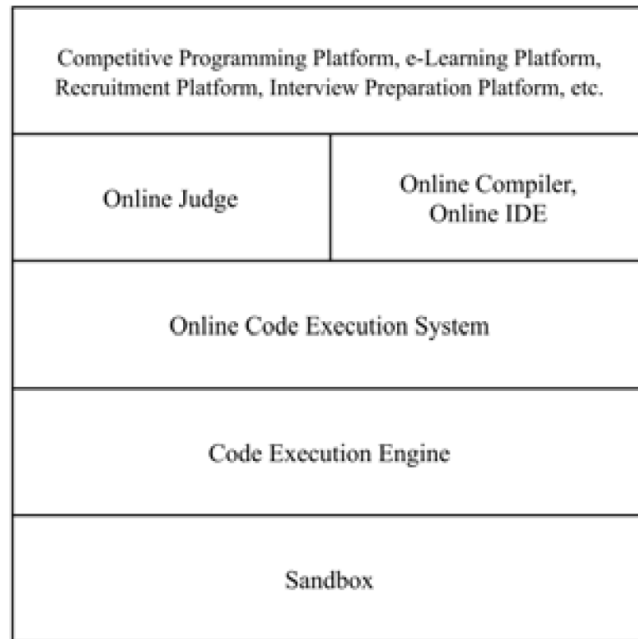 Competitive Programming Platform, e-Learning Platform,
Recruitment Platform, Interview Preparation Platform, etc.
Online Judge
Online Compiler,
Online IDE
Online Code Execution System
Code Execution Engine
Sandbox